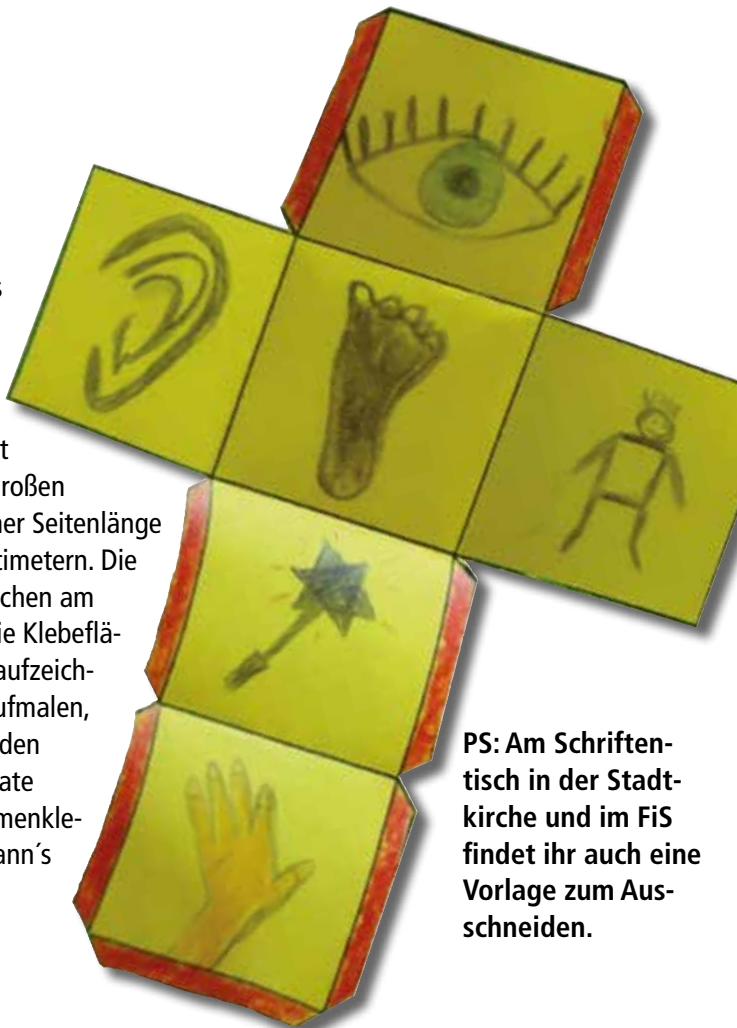 s
t
roßen
er Seitenlänge
timetern. Die
chen am
ie Klebeflä-
aufzeich-
ufmalen,
den
ate
menkle-
ann´s
PS: Am Schriften-
tisch in der Stadt-
kirche und im FiS
findet ihr auch eine
Vorlage zum Aus-
schneiden.